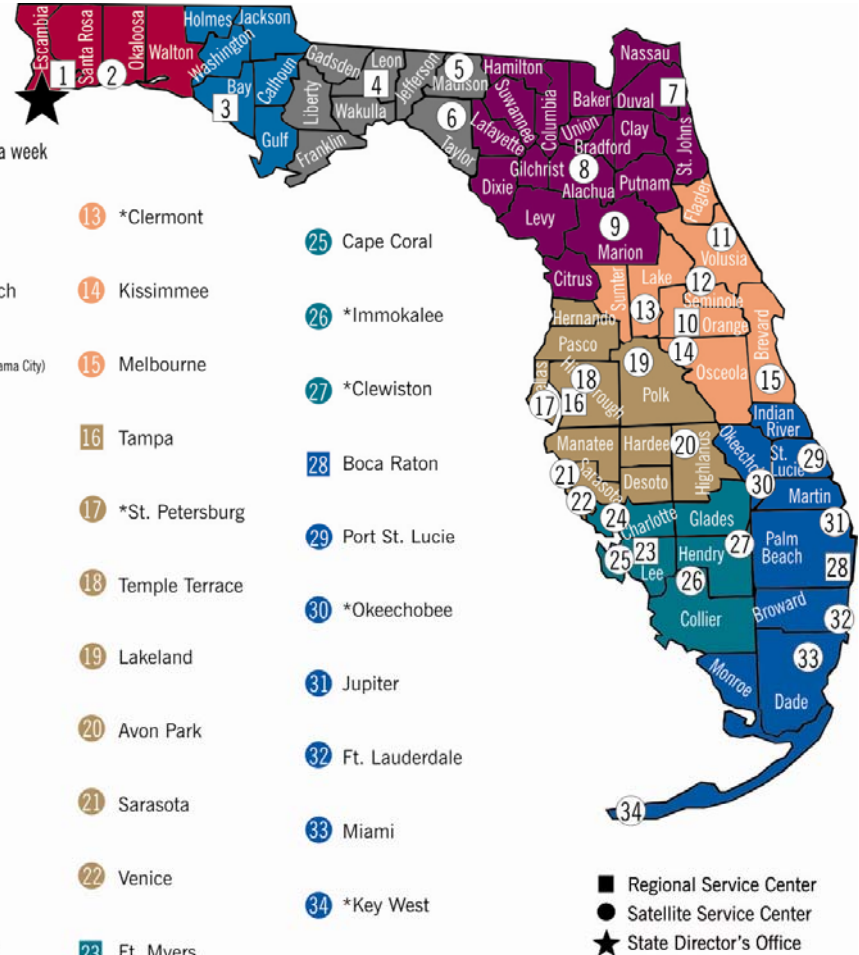 Holmes
Jackson
Escambia
Santa Rosa
Okaloosa
Walton
Washington
Bay
Calhoun
Gulf
Gadsden
Liberty
Leon
Wakulla
Franklin
Jefferson
Madison
Taylor
Hamilton
Suwannee
Lafayette
Columbia
Baker
Nassau
Duval
Union
Bradford
Clay
St. Johns
Gilchrist
Dixie
Alachua
Putnam
Levy
Marion
Citrus
Flagler
Volusia
Sumter
Lake
Seminole
Orange
Brevard
Osceola
Hernando
Pasco
Polk
Manatee
Hardee
Highlands
Sarasota
Desoto
Indian
River
St.
Lucie
Martin
Charlotte
Glades
Lee
Hendry
Collier
Palm
Beach
Broward
Monroe
Dade
1
2
3
4
5
6
7
8
9
10
11
12
13
14
15
16
17
18
19
20
21
22
23
24
25
26
27
28
29
30
31
32
33
34
a week
ch
ama City)
13 *Clermont
14 Kissimmee
15 Melbourne
16 Tampa
17 *St. Petersburg
18 Temple Terrace
19 Lakeland
20 Avon Park
21 Sarasota
22 Venice
23 Ft. Myers
25 Cape Coral
26 *Immokalee
27 *Clewiston
28 Boca Raton
29 Port St. Lucie
30 *Okeechobee
31 Jupiter
32 Ft. Lauderdale
33 Miami
34 *Key West
Regional Service Center
Satellite Service Center
State Director's Office